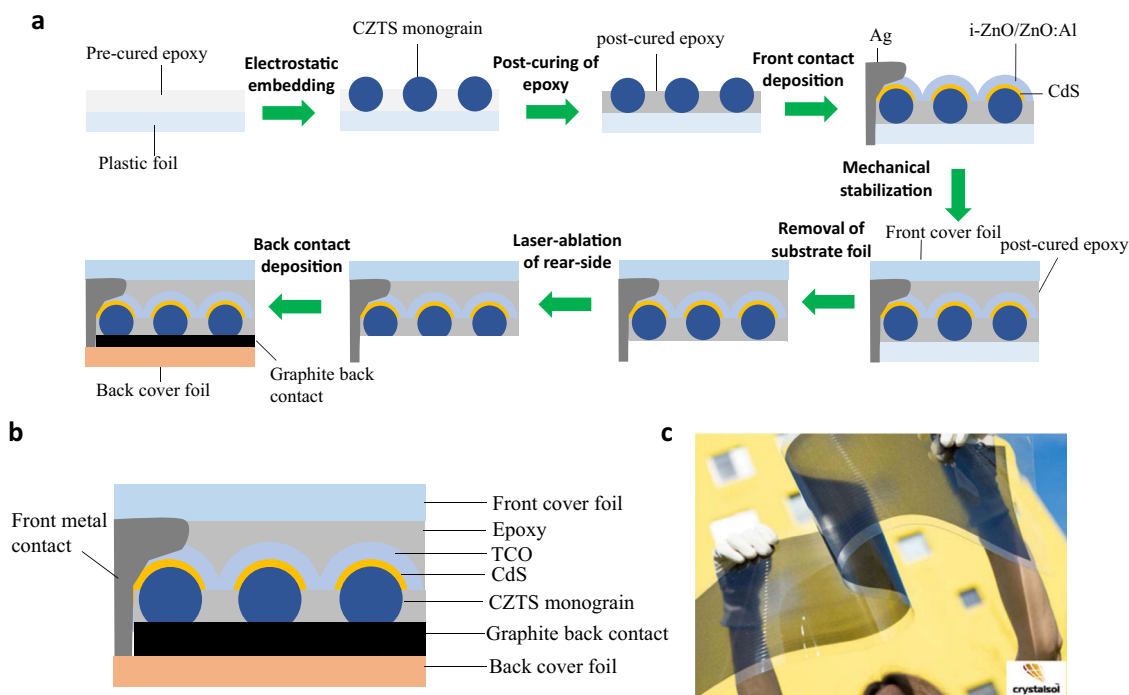 a
Pre-cured epoxy
Plastic foil
Electrostatic
embedding
CZTS monograin
Post-curing of
epoxy
post-cured epoxy
Front contact
deposition
Ag
i-ZnO/ZnO:Al
CdS
Mechanical
stabilization
Front cover foil
post-cured epoxy
Removal of
substrate foil
Laser-ablation
of rear-side
Back contact
deposition
Graphite back
contact
Back cover foil
b
Front metal
contact
Front cover foil
Epoxy
TCO
CdS
CZTS monograin
Graphite back contact
Back cover foil
c
crystalsol